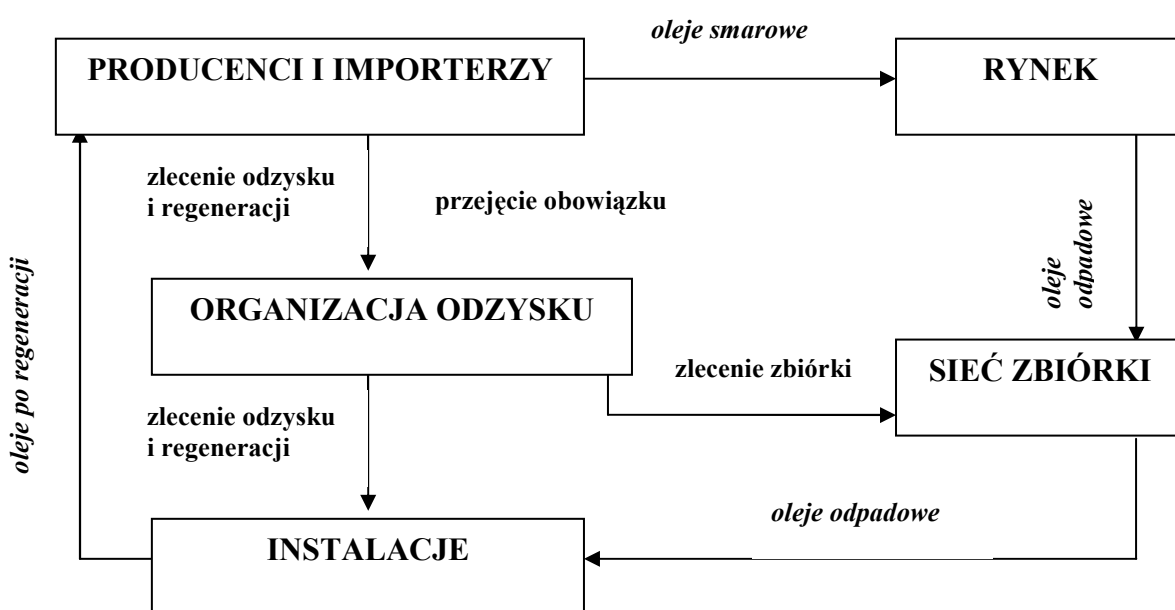 oleje smarowe
PRODUCENCI I IMPORTERZY
RYNEK
zlecenie odzysku
i regeneracji
przejęcie obowiązku
oleje
odpadowe
oleje po regeneracji
ORGANIZACJA ODZYSKU
zlecenie zbiórki
SIEĆ ZBIÓRKI
zlecenie odzysku
i regeneracji
oleje odpadowe
INSTALACJE